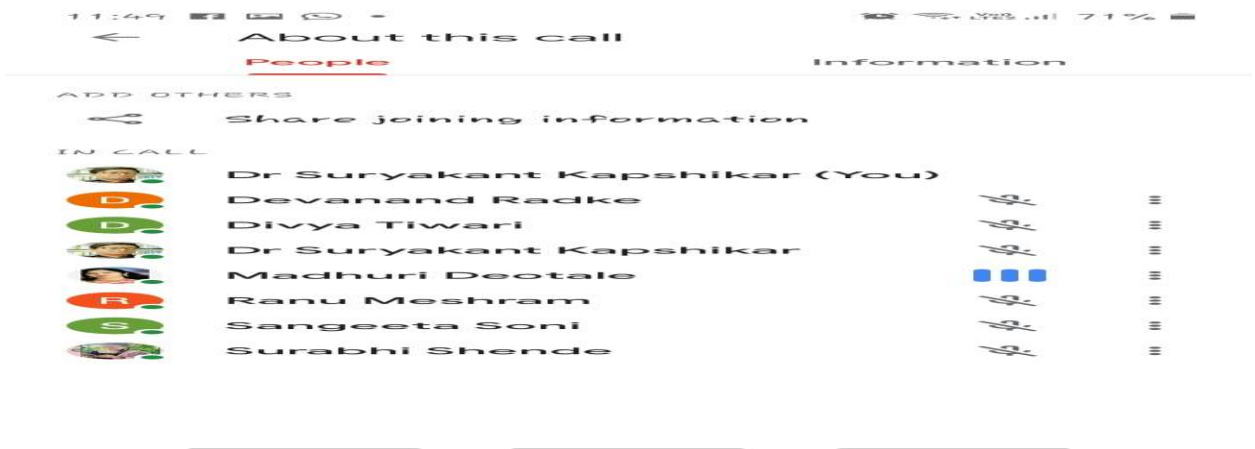 11:49 71%
About this call
People Information
ADD OTHERS
Share joining information
IN CALL
Dr Suryakant Kapshikar (You)
D Devanand Radke
D Divya Tiwari
Dr Suryakant Kapshikar
Madhuri Deotale
R Ranu Meshram
S Sangeeta Soni
Surabhi Shende